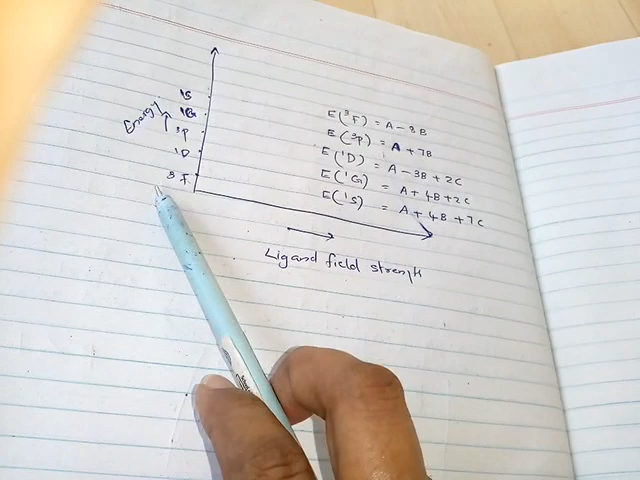 ¹S
¹G
Energy
³P
¹D
³F
E(³F) = A - 8B
E(³P) = A + 7B
E(¹D) = A - 3B + 2C
E(¹G) = A + 4B + 2C
E(¹S) = A + 4B + 7C
Ligand field strength